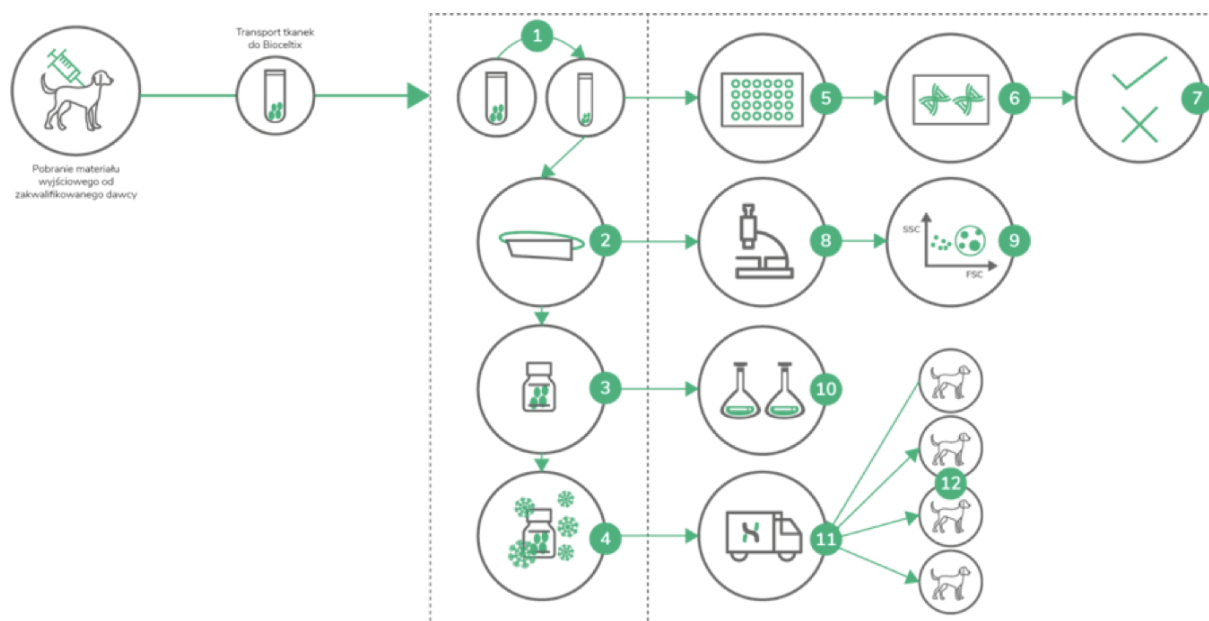 Transport tkanek
do Bioceltix
Pobranie materiału
wyjściowego od
zakwalifikowanego dawcy
1
5
6
7
2
8
SSC
FSC
9
3
10
4
11
12